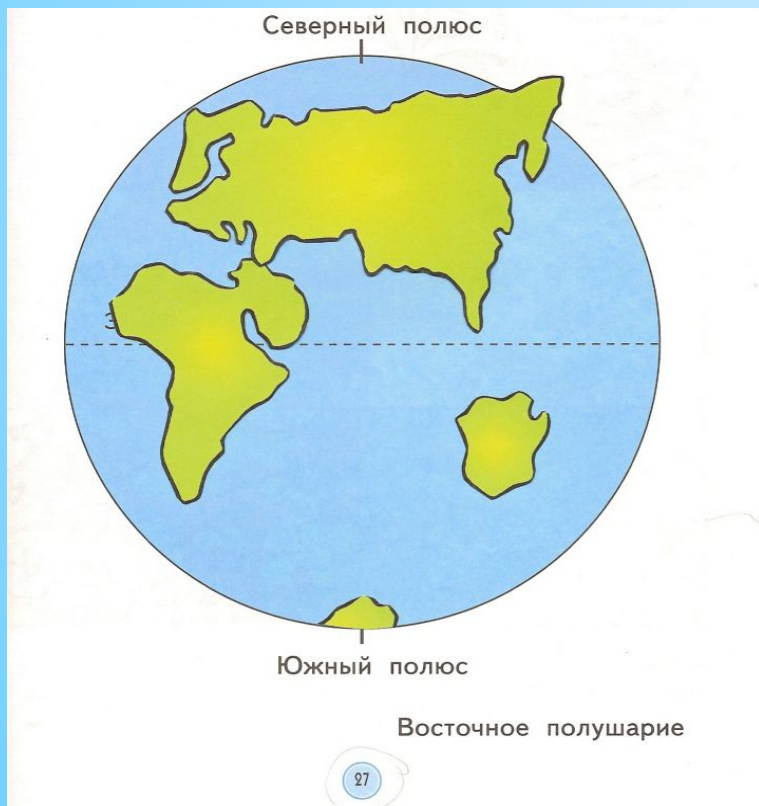 Северный полюс
З
Южный полюс
Восточное полушарие
27